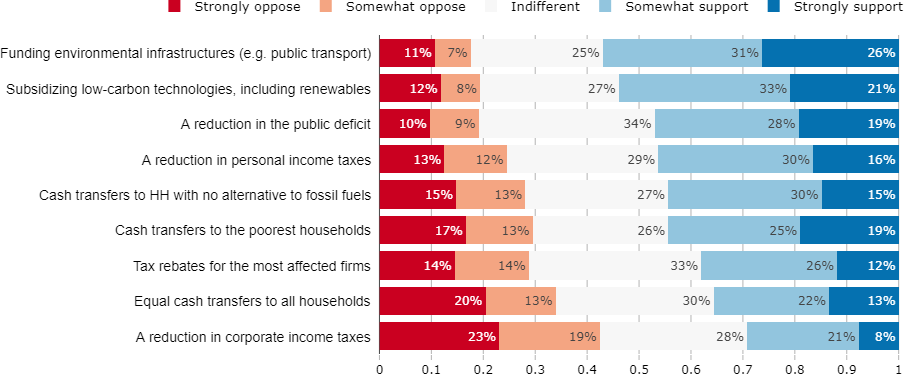 Strongly oppose Somewhat oppose Indifferent Somewhat support Strongly support
Funding environmental infrastructures (e.g. public transport) 11% 7% 25% 31% 26%
Subsidizing low-carbon technologies, including renewables 12% 8% 27% 33% 21%
A reduction in the public deficit 10% 9% 34% 28% 19%
A reduction in personal income taxes 13% 12% 29% 30% 16%
Cash transfers to HH with no alternative to fossil fuels 15% 13% 27% 30% 15%
Cash transfers to the poorest households 17% 13% 26% 25% 19%
Tax rebates for the most affected firms 14% 14% 33% 26% 12%
Equal cash transfers to all households 20% 13% 30% 22% 13%
A reduction in corporate income taxes 23% 19% 28% 21% 8%
0 0.1 0.2 0.3 0.4 0.5 0.6 0.7 0.8 0.9 1